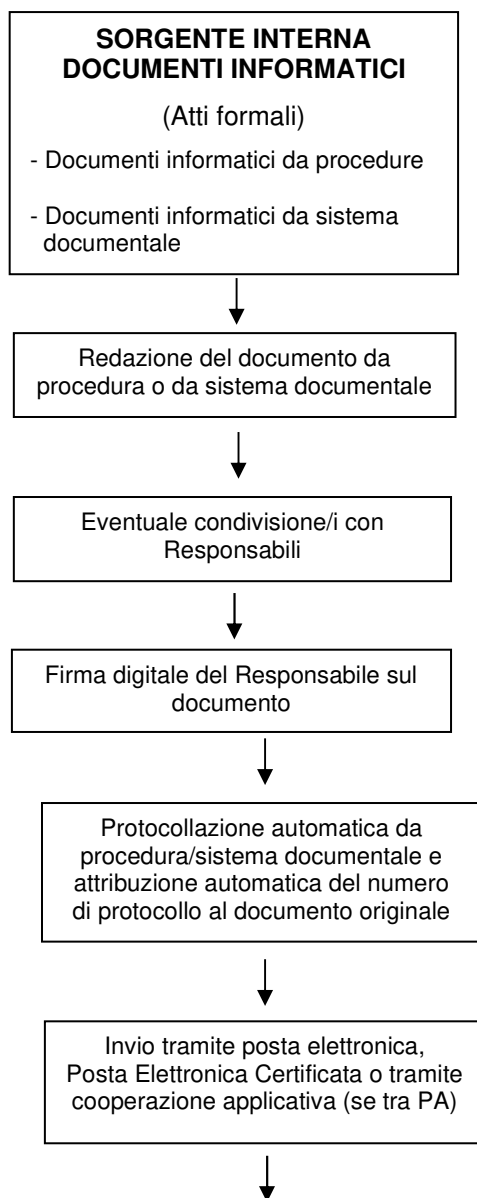 SORGENTE INTERNA
DOCUMENTI INFORMATICI
(Atti formali)
- Documenti informatici da procedure
- Documenti informatici da sistema
documentale
Redazione del documento da
procedura o da sistema documentale
Eventuale condivisione/i con
Responsabili
Firma digitale del Responsabile sul
documento
Protocollazione automatica da
procedura/sistema documentale e
attribuzione automatica del numero
di protocollo al documento originale
Invio tramite posta elettronica,
Posta Elettronica Certificata o tramite
cooperazione applicativa (se tra PA)